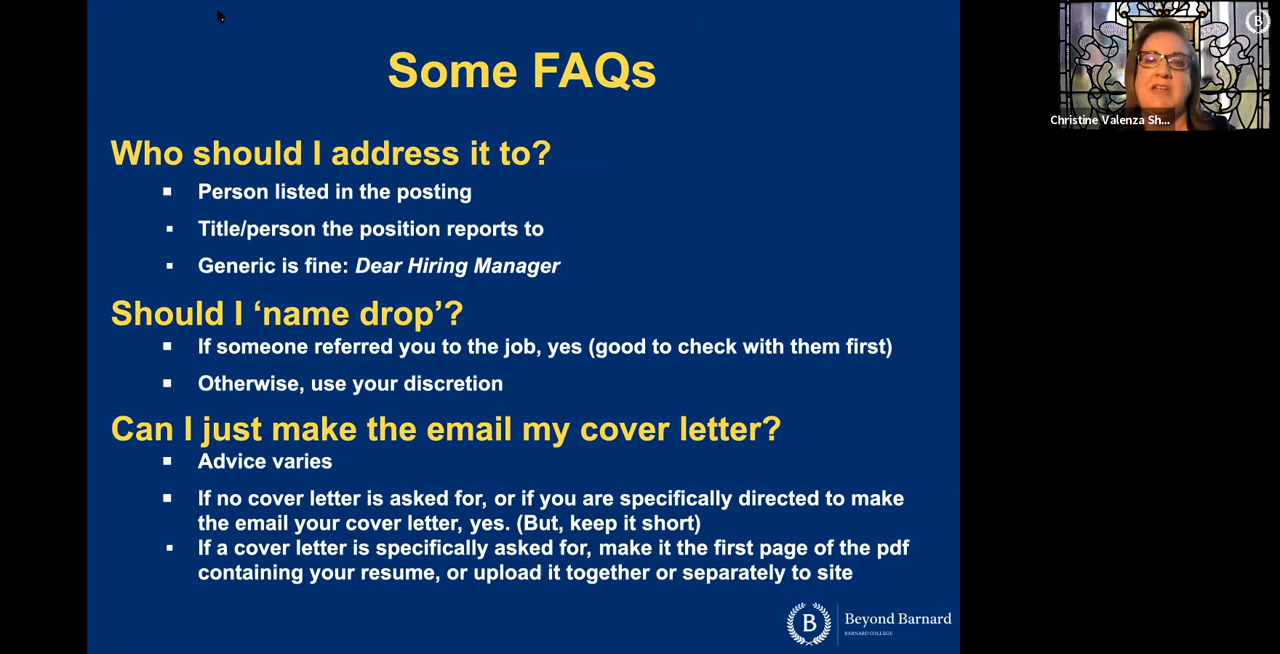 Some FAQs
Who should I address it to?
▪ Person listed in the posting
▪ Title/person the position reports to
▪ Generic is fine: Dear Hiring Manager
Should I ‘name drop’?
▪ If someone referred you to the job, yes (good to check with them first)
▪ Otherwise, use your discretion
Can I just make the email my cover letter?
▪ Advice varies
▪ If no cover letter is asked for, or if you are specifically directed to make
the email your cover letter, yes. (But, keep it short)
▪ If a cover letter is specifically asked for, make it the first page of the pdf
containing your resume, or upload it together or separately to site
B
Beyond Barnard
BARNARD COLLEGE
B
Christine Valenza Sh...